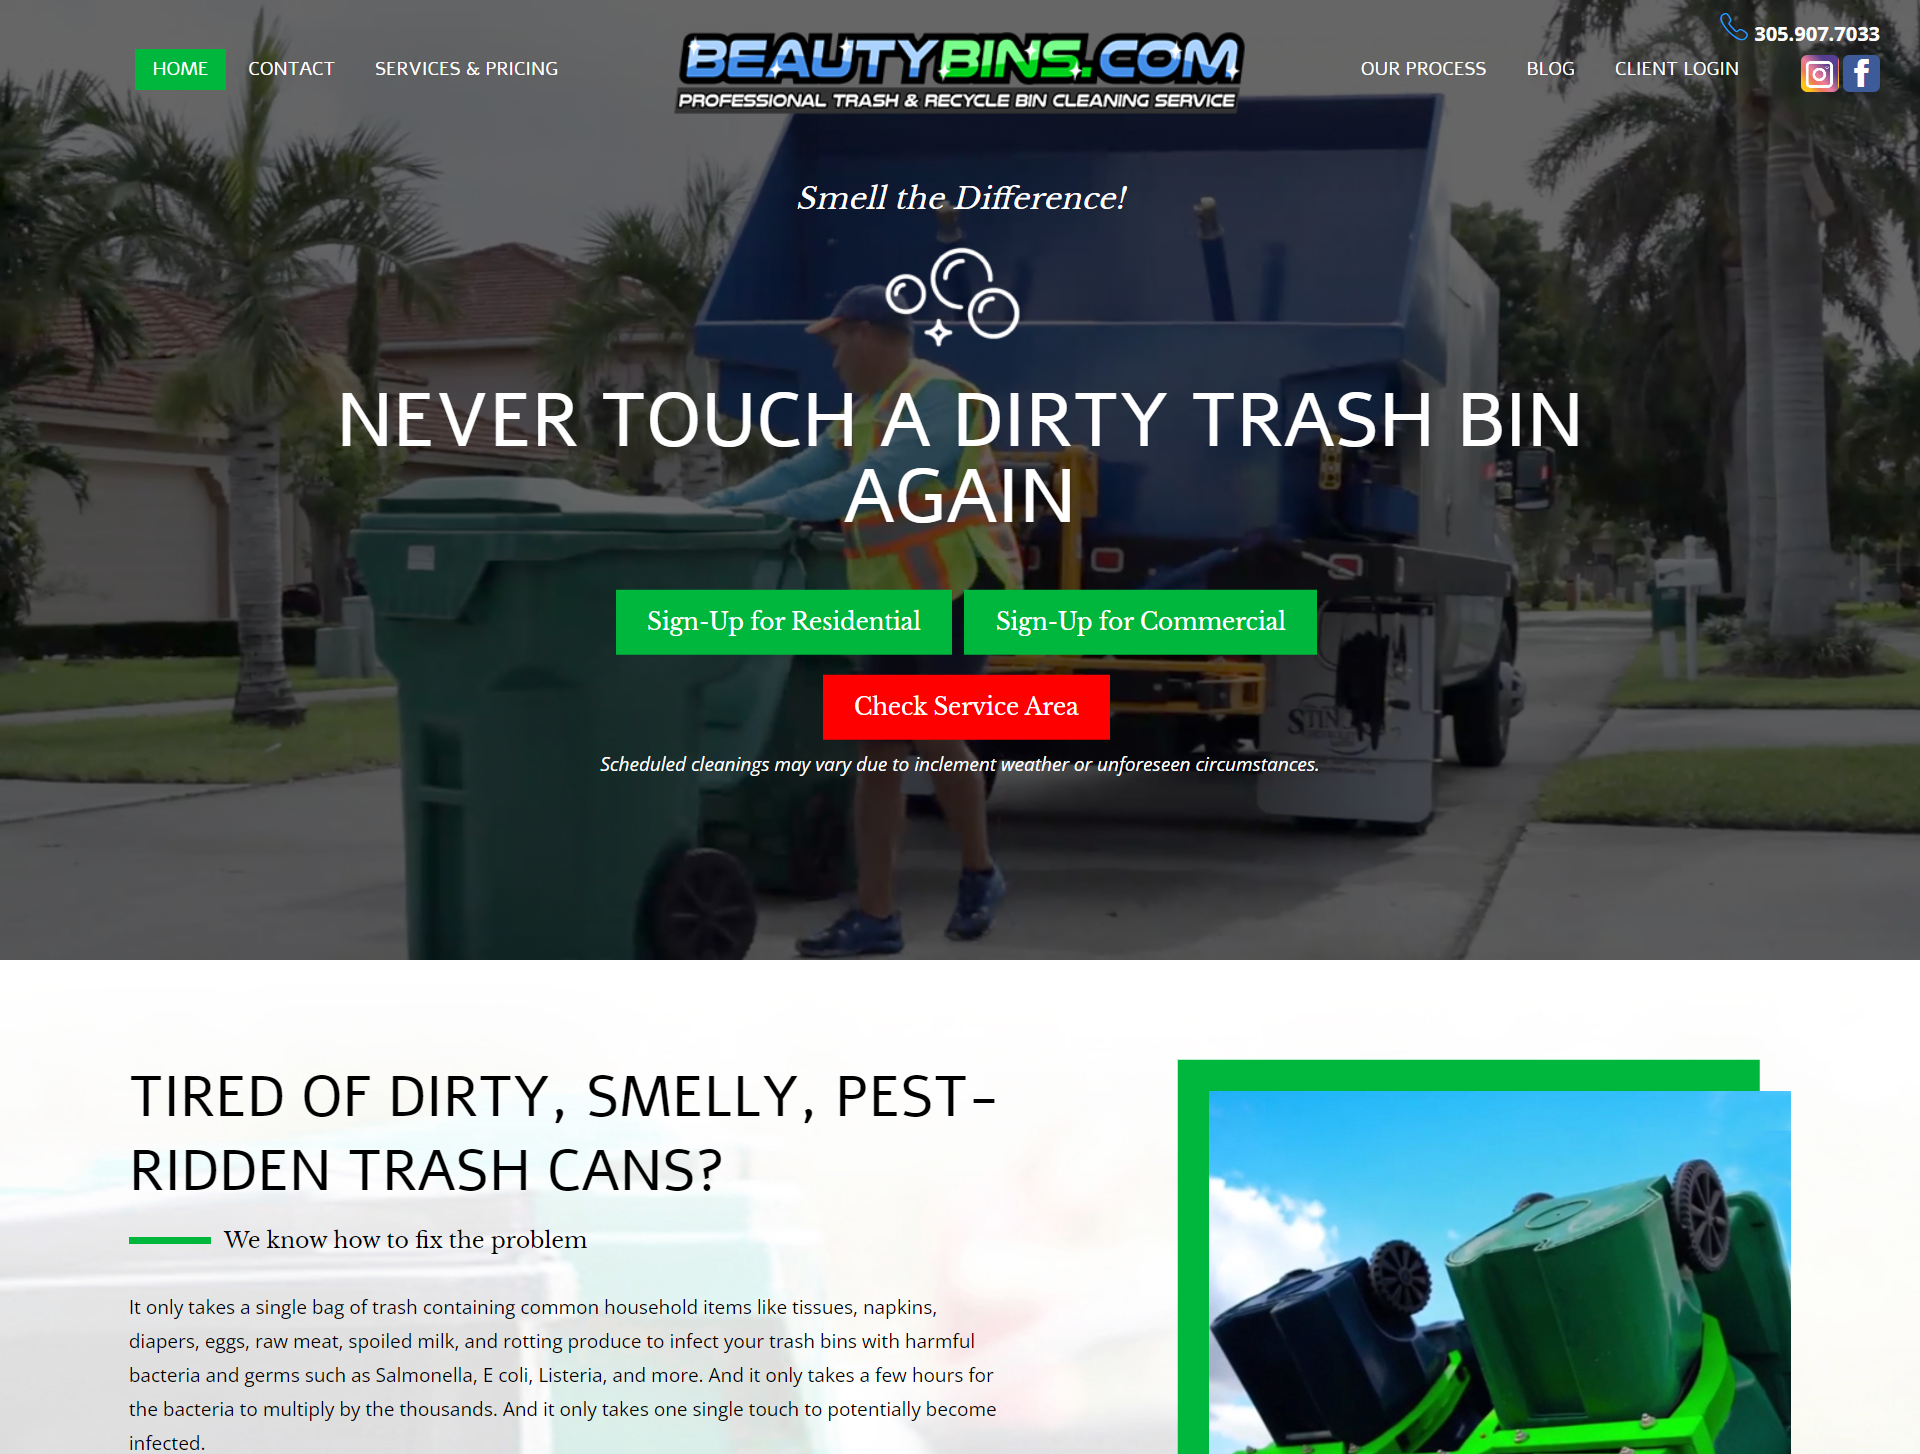 305.907.7033
HOME
CONTACT
SERVICES & PRICING
BEAUTYBINS.COM
PROFESSIONAL TRASH & RECYCLE BIN CLEANING SERVICE
OUR PROCESS
BLOG
CLIENT LOGIN
Smell the Difference!
NEVER TOUCH A DIRTY TRASH BIN
AGAIN
Sign-Up for Residential
Sign-Up for Commercial
Check Service Area
Scheduled cleanings may vary due to inclement weather or unforeseen circumstances.
TIRED OF DIRTY, SMELLY, PEST-
RIDDEN TRASH CANS?
We know how to fix the problem
It only takes a single bag of trash containing common household items like tissues, napkins,
diapers, eggs, raw meat, spoiled milk, and rotting produce to infect your trash bins with harmful
bacteria and germs such as Salmonella, E coli, Listeria, and more. And it only takes a few hours for
the bacteria to multiply by the thousands. And it only takes one single touch to potentially become
infected.